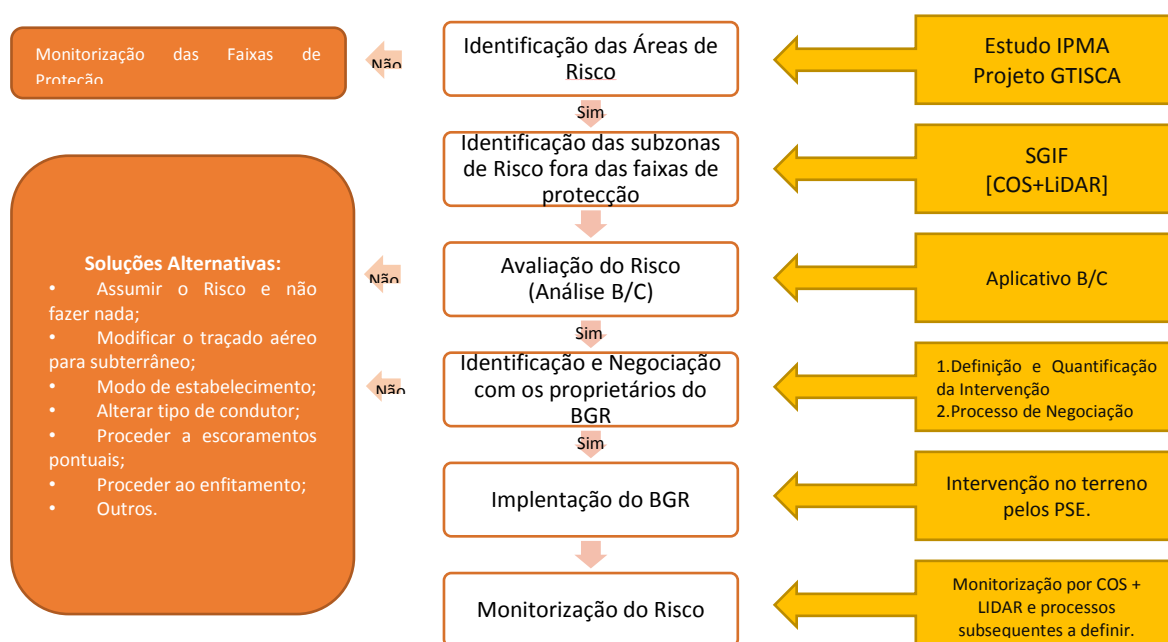 Monitorização das Faixas de
Proteção
Não
Identificação das Áreas de
Risco
Estudo IPMA
Projeto GTISCA
Sim
Identificação das subzonas
de Risco fora das faixas de
protecção
SGIF
[COS+LiDAR]
Soluções Alternativas:
• Assumir o Risco e não
fazer nada;
• Modificar o traçado aéreo
para subterrâneo;
• Modo de estabelecimento;
• Alterar tipo de condutor;
• Proceder a escoramentos
pontuais;
• Proceder ao enfitamento;
• Outros.
Não
Avaliação do Risco
(Análise B/C)
Aplicativo B/C
Sim
Não
Identificação e Negociação
com os proprietários do
BGR
1.Definição e Quantificação
da Intervenção
2.Processo de Negociação
Sim
Implentação do BGR
Intervenção no terreno
pelos PSE.
Monitorização do Risco
Monitorização por COS +
LIDAR e processos
subsequentes a definir.